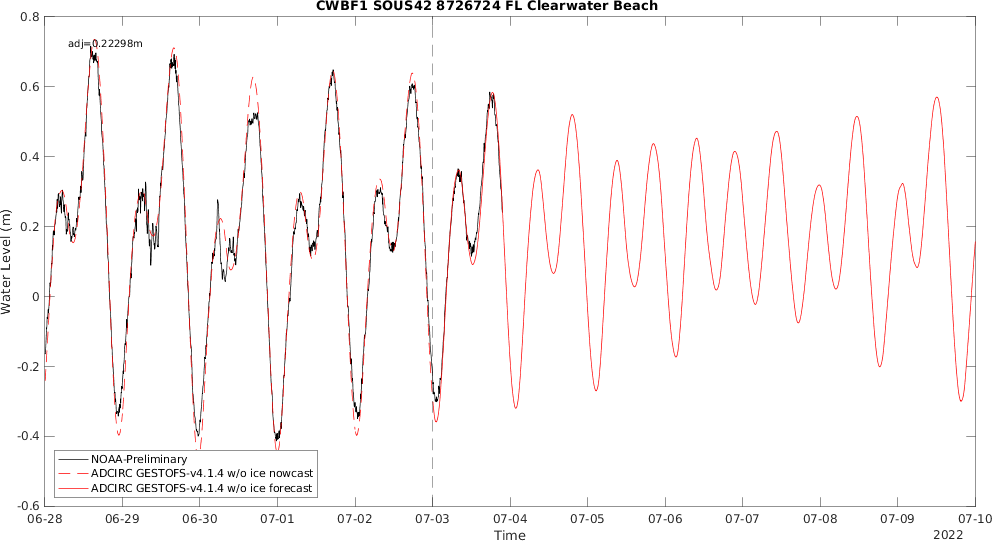 CWBF1 SOUS42 8726724 FL Clearwater Beach
adj=0.22298m
0.8
0.6
0.4
0.2
0
-0.2
-0.4
-0.6
Water Level (m)
NOAA-Preliminary
ADCIRC GESTOFS-v4.1.4 w/o ice nowcast
ADCIRC GESTOFS-v4.1.4 w/o ice forecast
06-28 06-29 06-30 07-01 07-02 07-03 07-04 07-05 07-06 07-07 07-08 07-09 07-10
Time
2022